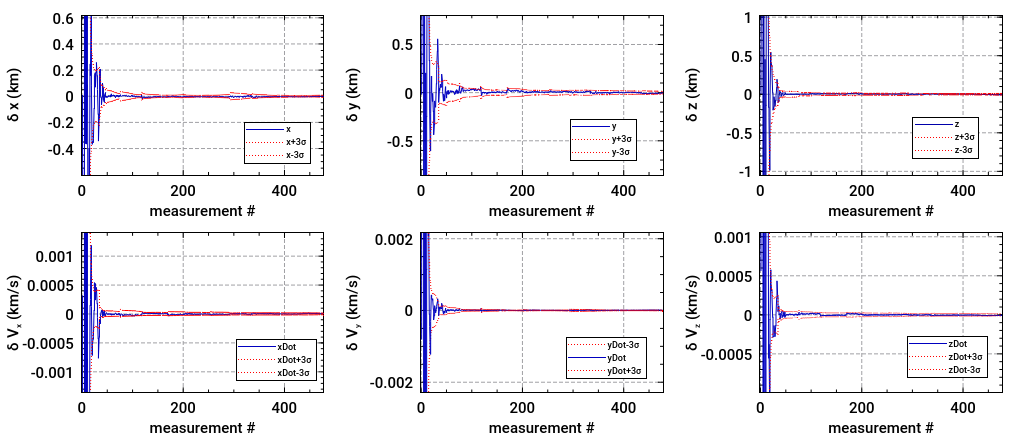 0.6
0.4
0.2
0
-0.2
-0.4
δ x (km)
x
x+3σ
x-3σ
0 200 400
measurement #
0.5
0
-0.5
δ y (km)
y
y+3σ
y-3σ
0 200 400
measurement #
1
0.5
0
-0.5
-1
δ z (km)
z
z+3σ
z-3σ
0 200 400
measurement #
0.001
0.0005
0
-0.0005
-0.001
δ Vx (km/s)
xDot
xDot+3σ
xDot-3σ
0 200 400
measurement #
0.002
0
-0.002
δ Vy (km/s)
yDot-3σ
yDot
yDot+3σ
0 200 400
measurement #
0.001
0.0005
0
-0.0005
δ Vz (km/s)
zDot
zDot+3σ
zDot-3σ
0 200 400
measurement #